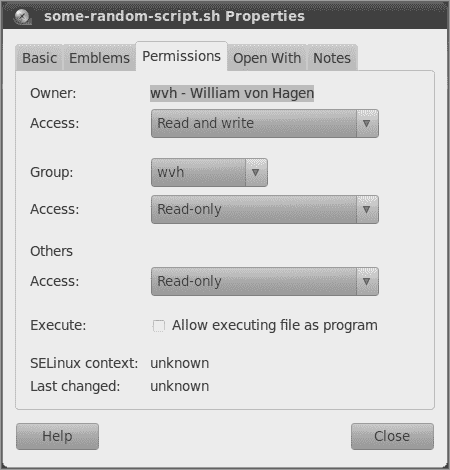 some-random-script.sh Properties
Basic Emblems Permissions Open With Notes
Owner: wvh - William von Hagen
Access: Read and write
Group: wvh
Access: Read-only
Others
Access: Read-only
Execute: Allow executing file as program
SELinux context: unknown
Last changed: unknown
Help Close